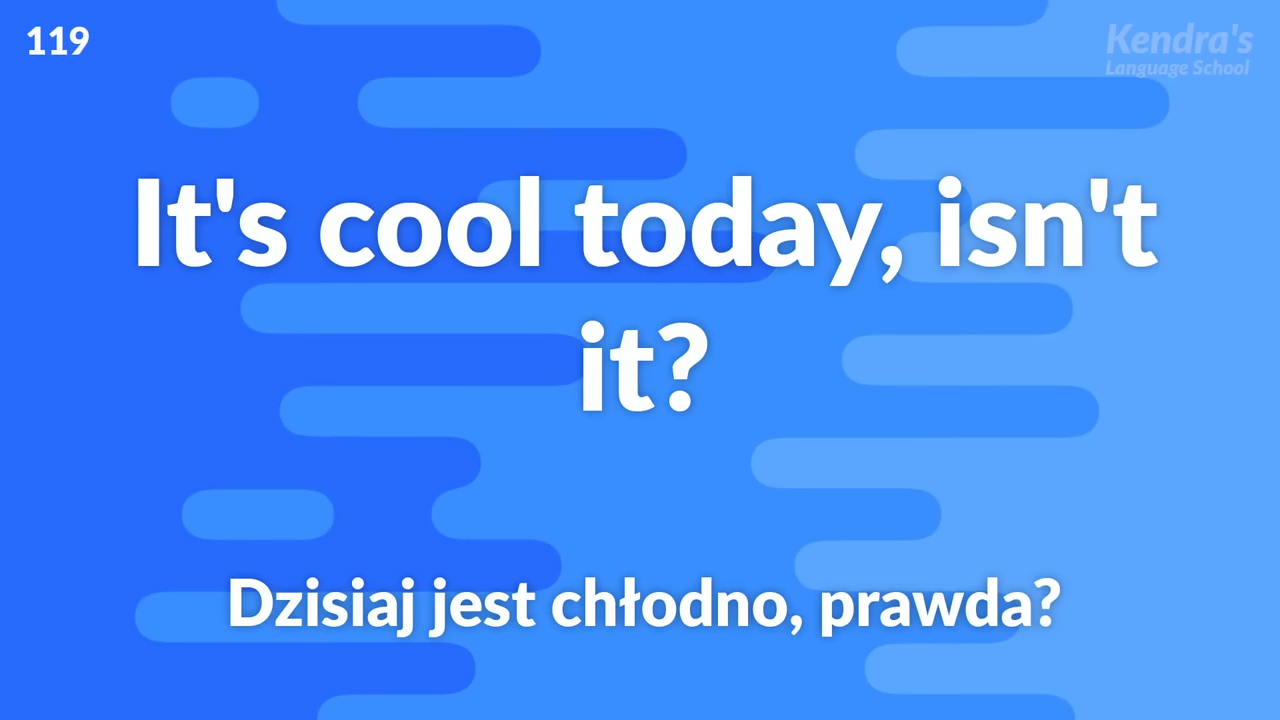 119
Kendra's
Language School
It's cool today, isn't
it?
Dzisiaj jest chłodno, prawda?